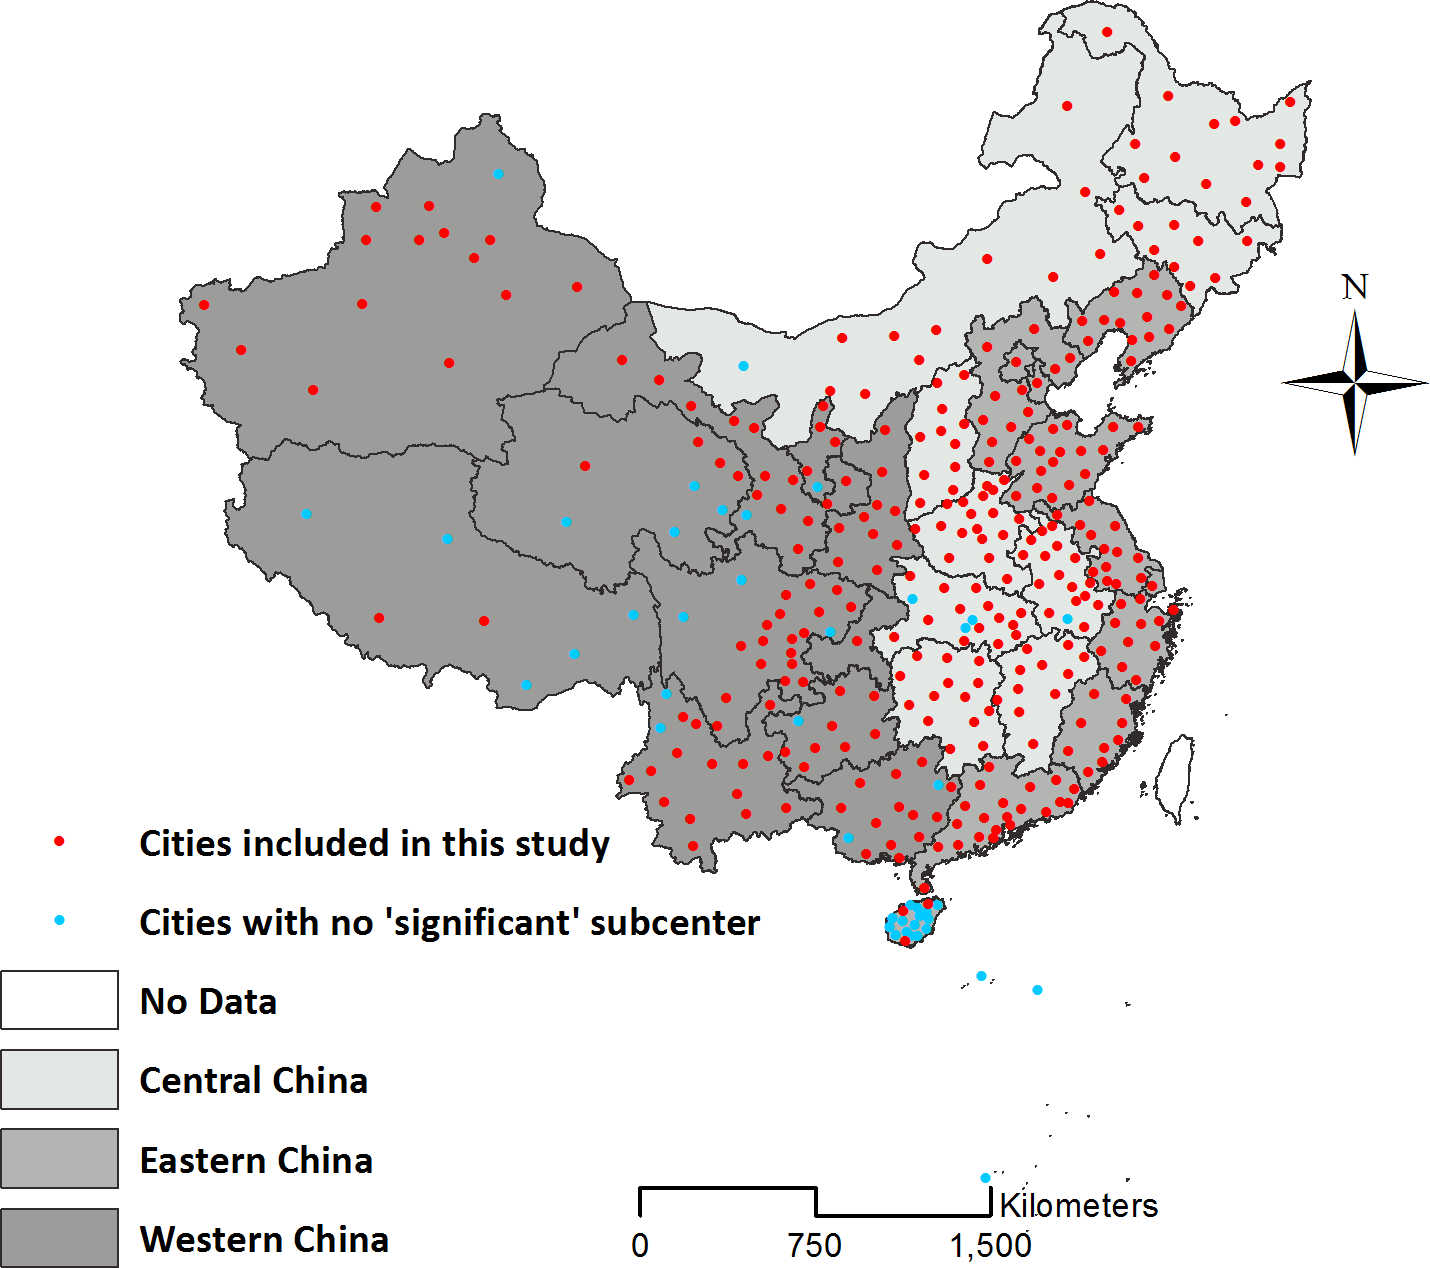 N
Cities included in this study
Cities with no 'significant' subcenter
No Data
Central China
Eastern China
Western China
Kilometers
0 750 1,500